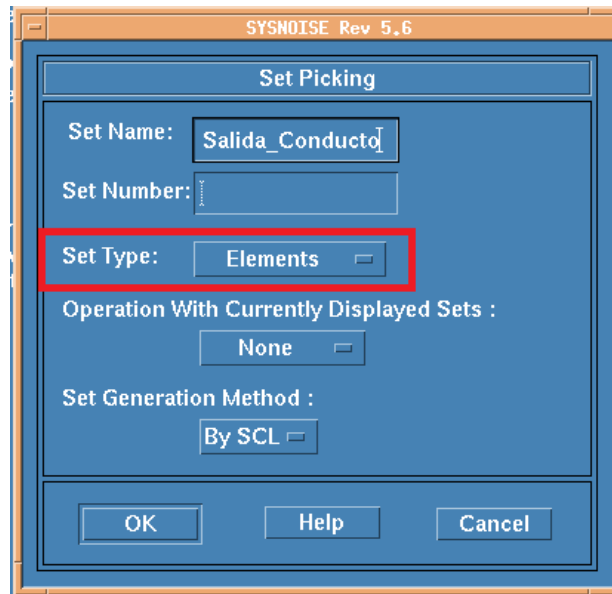 SYSNOISE Rev 5.6
Set Picking
Set Name: Salida_Conducto
Set Number:
Set Type: Elements
Operation With Currently Displayed Sets :
None
Set Generation Method :
By SCL
OK Help Cancel